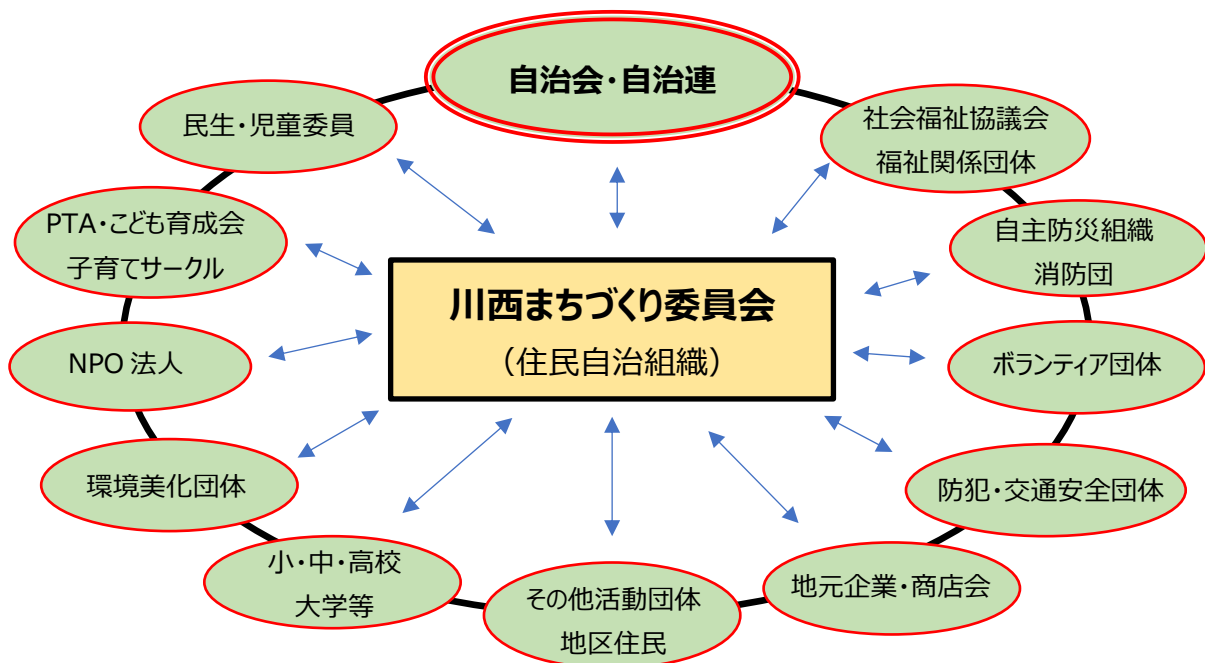 自治会・自治連
民生・児童委員
社会福祉協議会
福祉関係団体
PTA・こども育成会
子育てサークル
自主防災組織
消防団
川西まちづくり委員会
（住民自治組織）
NPO 法人
ボランティア団体
環境美化団体
防犯・交通安全団体
小・中・高校
大学等
その他活動団体
地区住民
地元企業・商店会